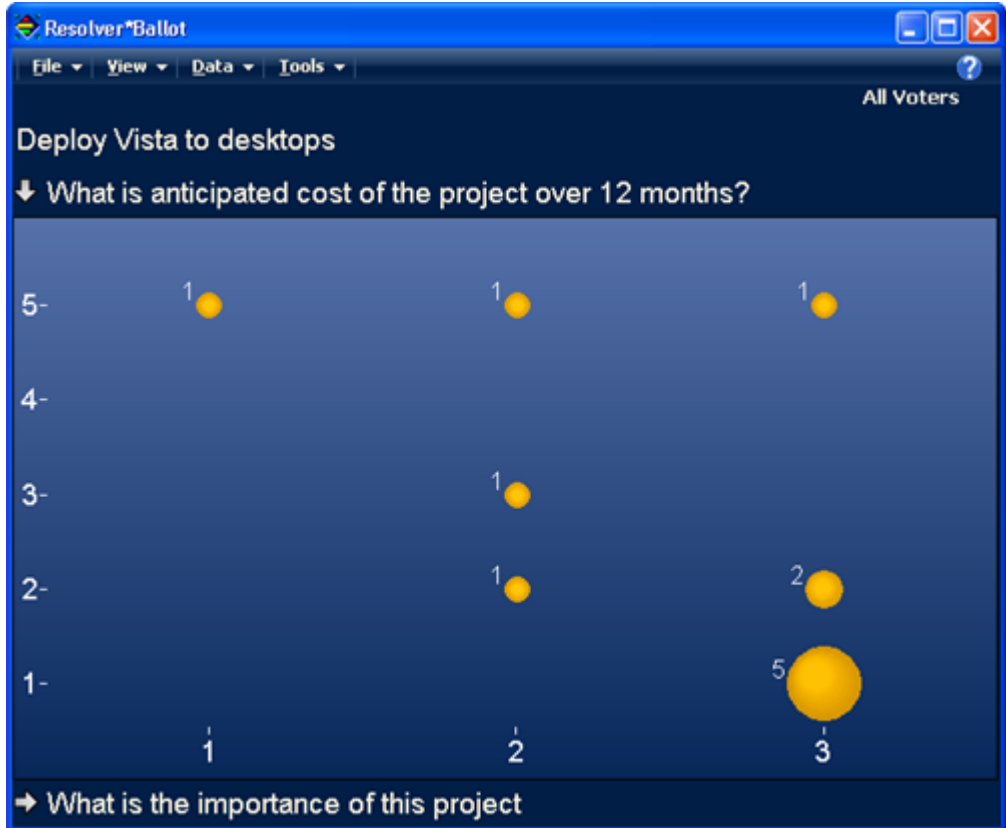 Resolver*Ballot
File View Data Tools ?
All Voters
Deploy Vista to desktops
What is anticipated cost of the project over 12 months?
5- 1 1 1
4-
3- 1
2- 1 2
1- 5
1 2 3
What is the importance of this project